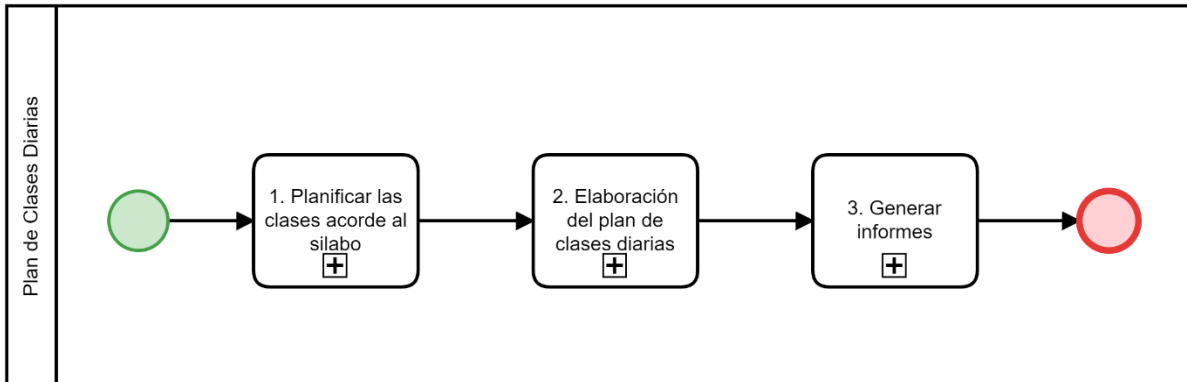 Plan de Clases Diarias
1. Planificar las
clases acorde al
silabo
2. Elaboración
del plan de
clases diarias
3. Generar
informes